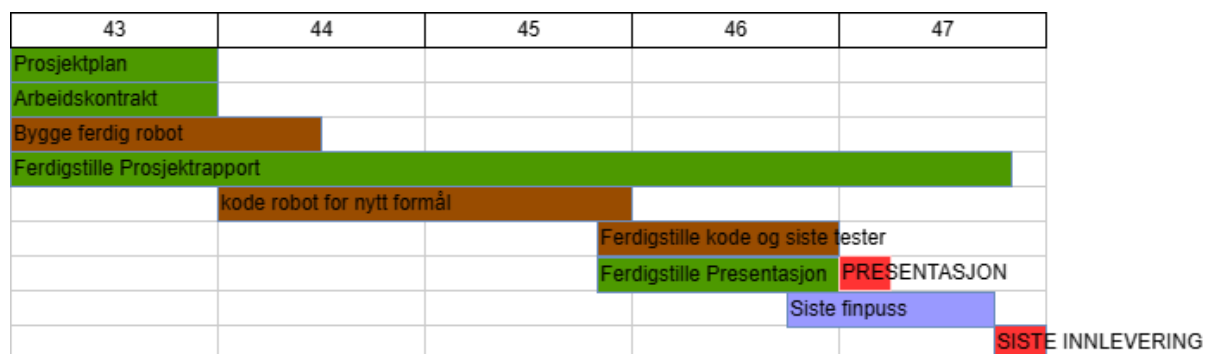 43 44 45 46 47
Prosjektplan
Arbeidskontrakt
Bygge ferdig robot
Ferdigstille Prosjektrapport
kode robot for nytt formål
Ferdigstille kode og siste tester
Ferdigstille Presentasjon PRESENTASJON
Siste finpuss
SISTE INNLEVERING